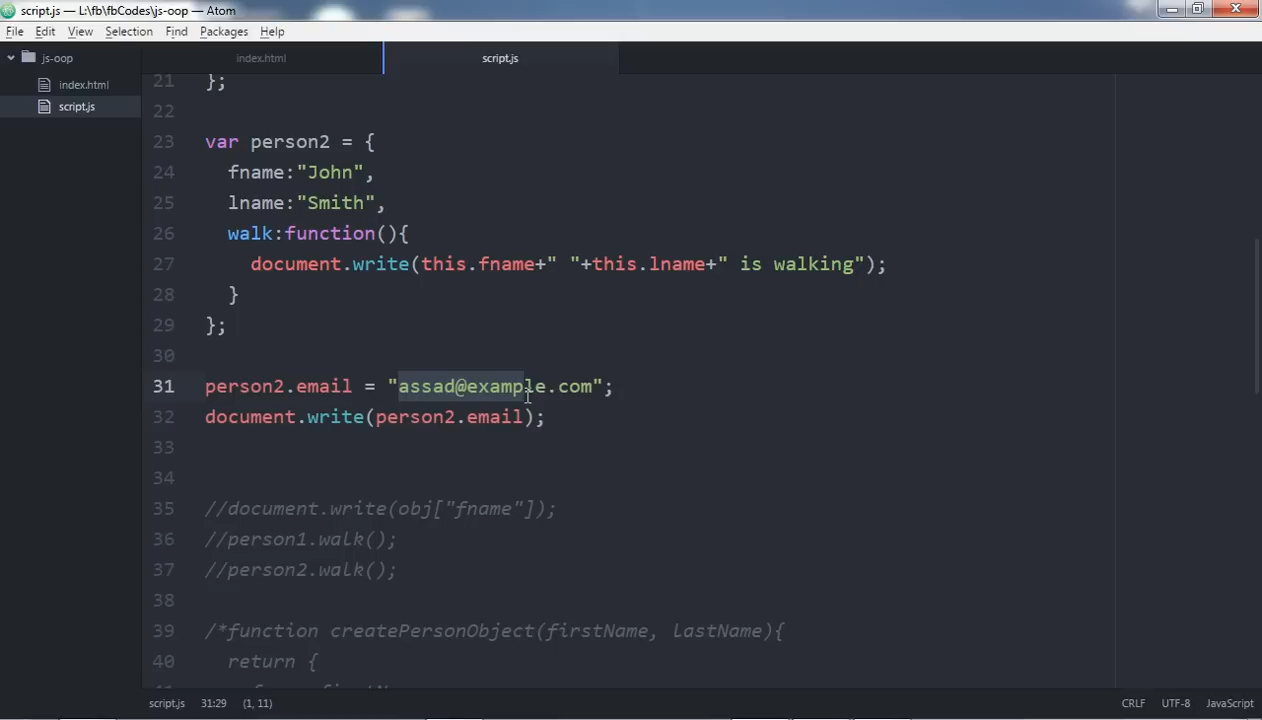 script.js — L:\fb\fbCodes\js-oop — Atom
File Edit View Selection Find Packages Help
js-oop
index.html
script.js
index.html script.js
21 };
22
23 var person2 = {
24 fname:"John",
25 lname:"Smith",
26 walk:function(){
27 document.write(this.fname+" "+this.lname+" is walking");
28 }
29 };
30
31 person2.email = "assad@example.com";
32 document.write(person2.email);
33
34
35 //document.write(obj["fname"]);
36 //person1.walk();
37 //person2.walk();
38
39 /*function createPersonObject(firstName, lastName){
40 return {
script.js 31:29 (1, 11) CRLF UTF-8 JavaScript